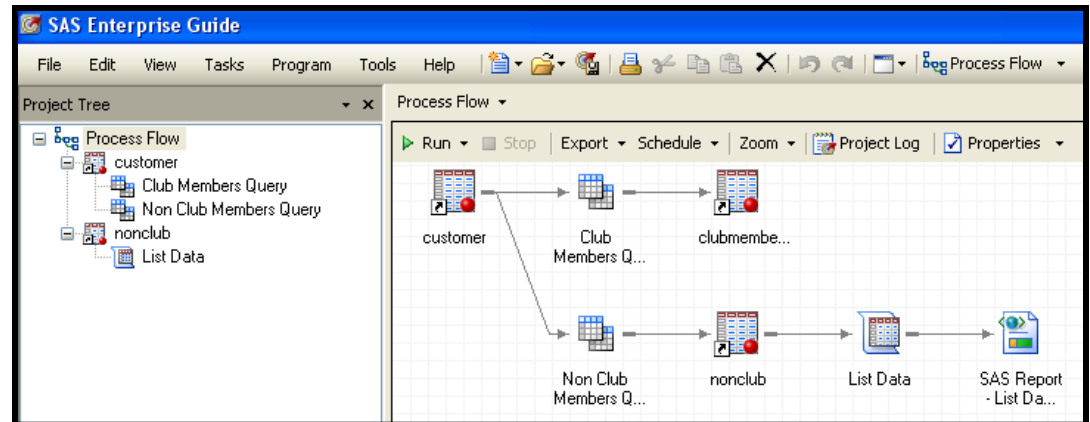 SAS Enterprise Guide
File Edit View Tasks Program Tools Help Process Flow
Project Tree
Process Flow
customer
Club Members Query
Non Club Members Query
nonclub
List Data
Process Flow
Run Stop Export Schedule Zoom Project Log Properties
customer
Club
Members Q...
clubmembe...
Non Club
Members Q...
nonclub
List Data
SAS Report
- List Da...